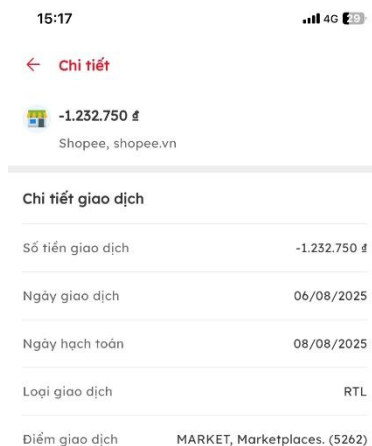 15:17 4G 29
Chi tiết
-1.232.750 ₫
Shopee, shopee.vn
Chi tiết giao dịch
Số tiền giao dịch -1.232.750 ₫
Ngày giao dịch 06/08/2025
Ngày hạch toán 08/08/2025
Loại giao dịch RTL
Điểm giao dịch MARKET, Marketplaces. (5262)